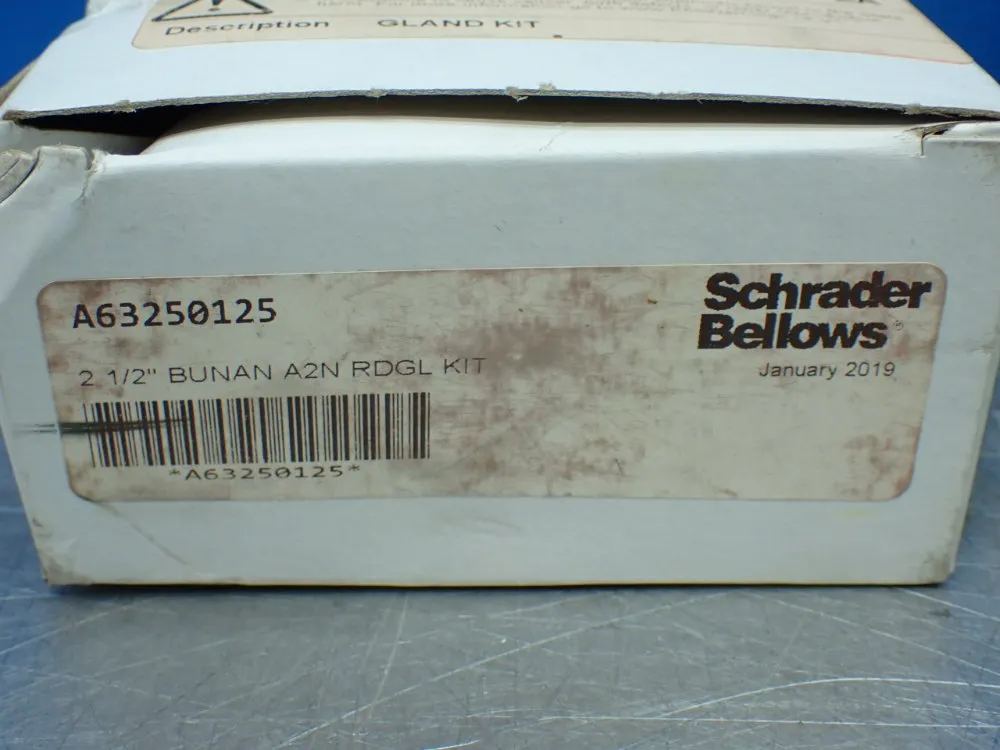 Description GLAND KIT
A63250125
Schrader
Bellows®
2 1/2" BUNAN A2N RDGL KIT
January 2019
*A63250125*